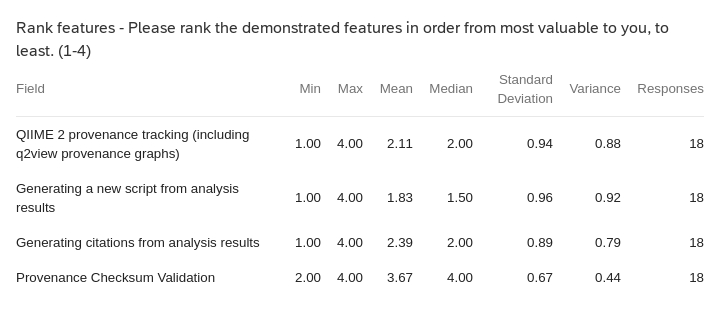 Rank features - Please rank the demonstrated features in order from most valuable to you, to
least. (1-4)
Field Min Max Mean Median Standard Deviation Variance Responses
QIIME 2 provenance tracking (including
q2view provenance graphs) 1.00 4.00 2.11 2.00 0.94 0.88 18
Generating a new script from analysis
results 1.00 4.00 1.83 1.50 0.96 0.92 18
Generating citations from analysis results 1.00 4.00 2.39 2.00 0.89 0.79 18
Provenance Checksum Validation 2.00 4.00 3.67 4.00 0.67 0.44 18